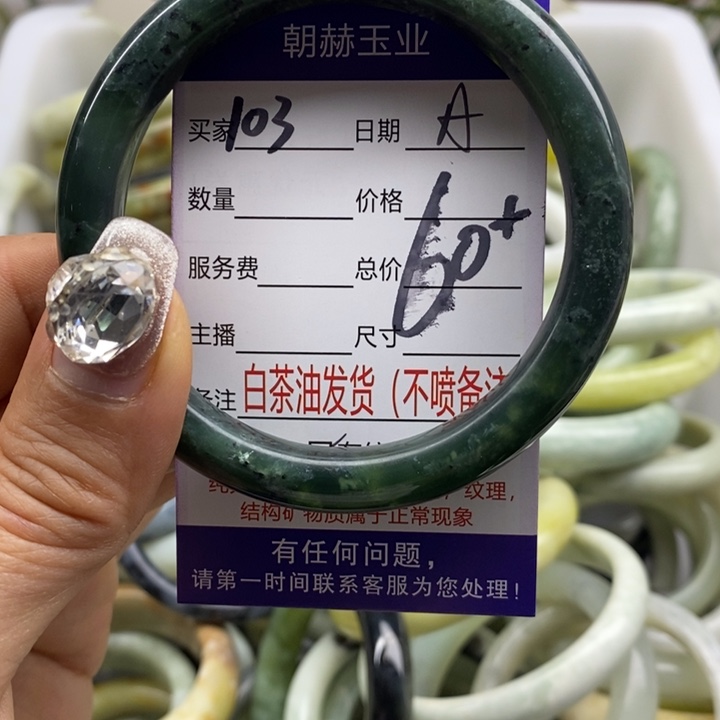 朝赫玉业
买家 103 日期 A
数量 价格 60+
服务费 总价
主播 尺寸
备注 白茶油发货（不喷备注
纹理，
结构矿物质属于正常现象
有任何问题，
请第一时间联系客服为您处理！